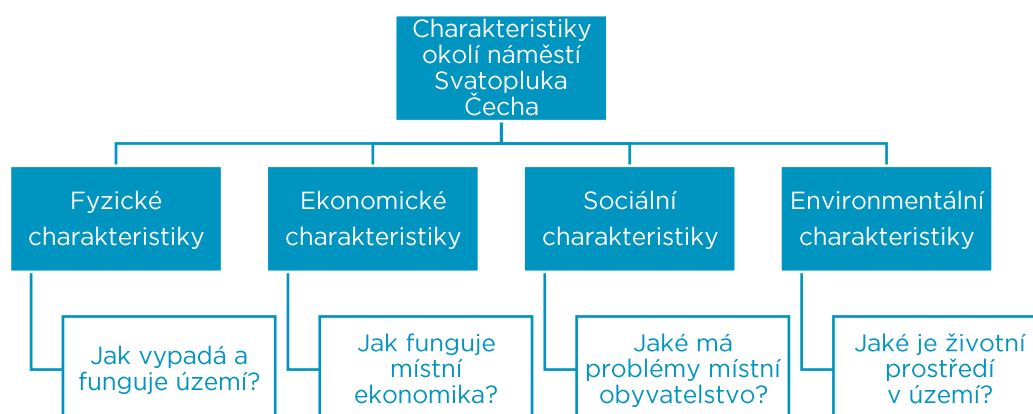 Charakteristiky
okolí náměstí
Svatopluka
Čecha
Fyzické
charakteristiky
Ekonomické
charakteristiky
Sociální
charakteristiky
Environmentální
charakteristiky
Jak vypadá a
funguje území?
Jak funguje
místní
ekonomika?
Jaké má
problémy místní
obyvatelstvo?
Jaké je životní
prostředí
v území?